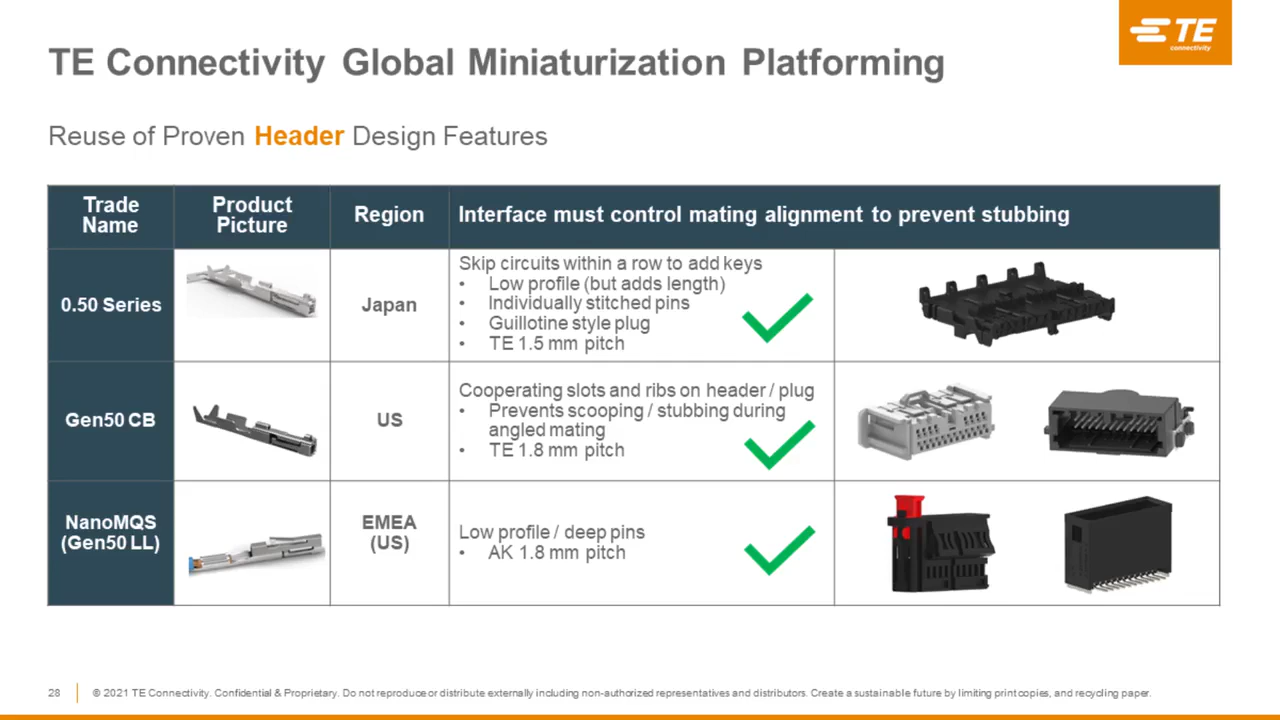 TE
connectivity
TE Connectivity Global Miniaturization Platforming
Reuse of Proven Header Design Features
Trade
Name
Product
Picture
Region
Interface must control mating alignment to prevent stubbing
0.50 Series
Japan
Skip circuits within a row to add keys
• Low profile (but adds length)
• Individually stitched pins
• Guillotine style plug
• TE 1.5 mm pitch
Gen50 CB
US
Cooperating slots and ribs on header / plug
• Prevents scooping / stubbing during
angled mating
• TE 1.8 mm pitch
NanoMQS
(Gen50 LL)
EMEA
(US)
Low profile / deep pins
• AK 1.8 mm pitch
28
© 2021 TE Connectivity. Confidential & Proprietary. Do not reproduce or distribute externally including non-authorized representatives and distributors. Create a sustainable future by limiting print copies, and recycling paper.